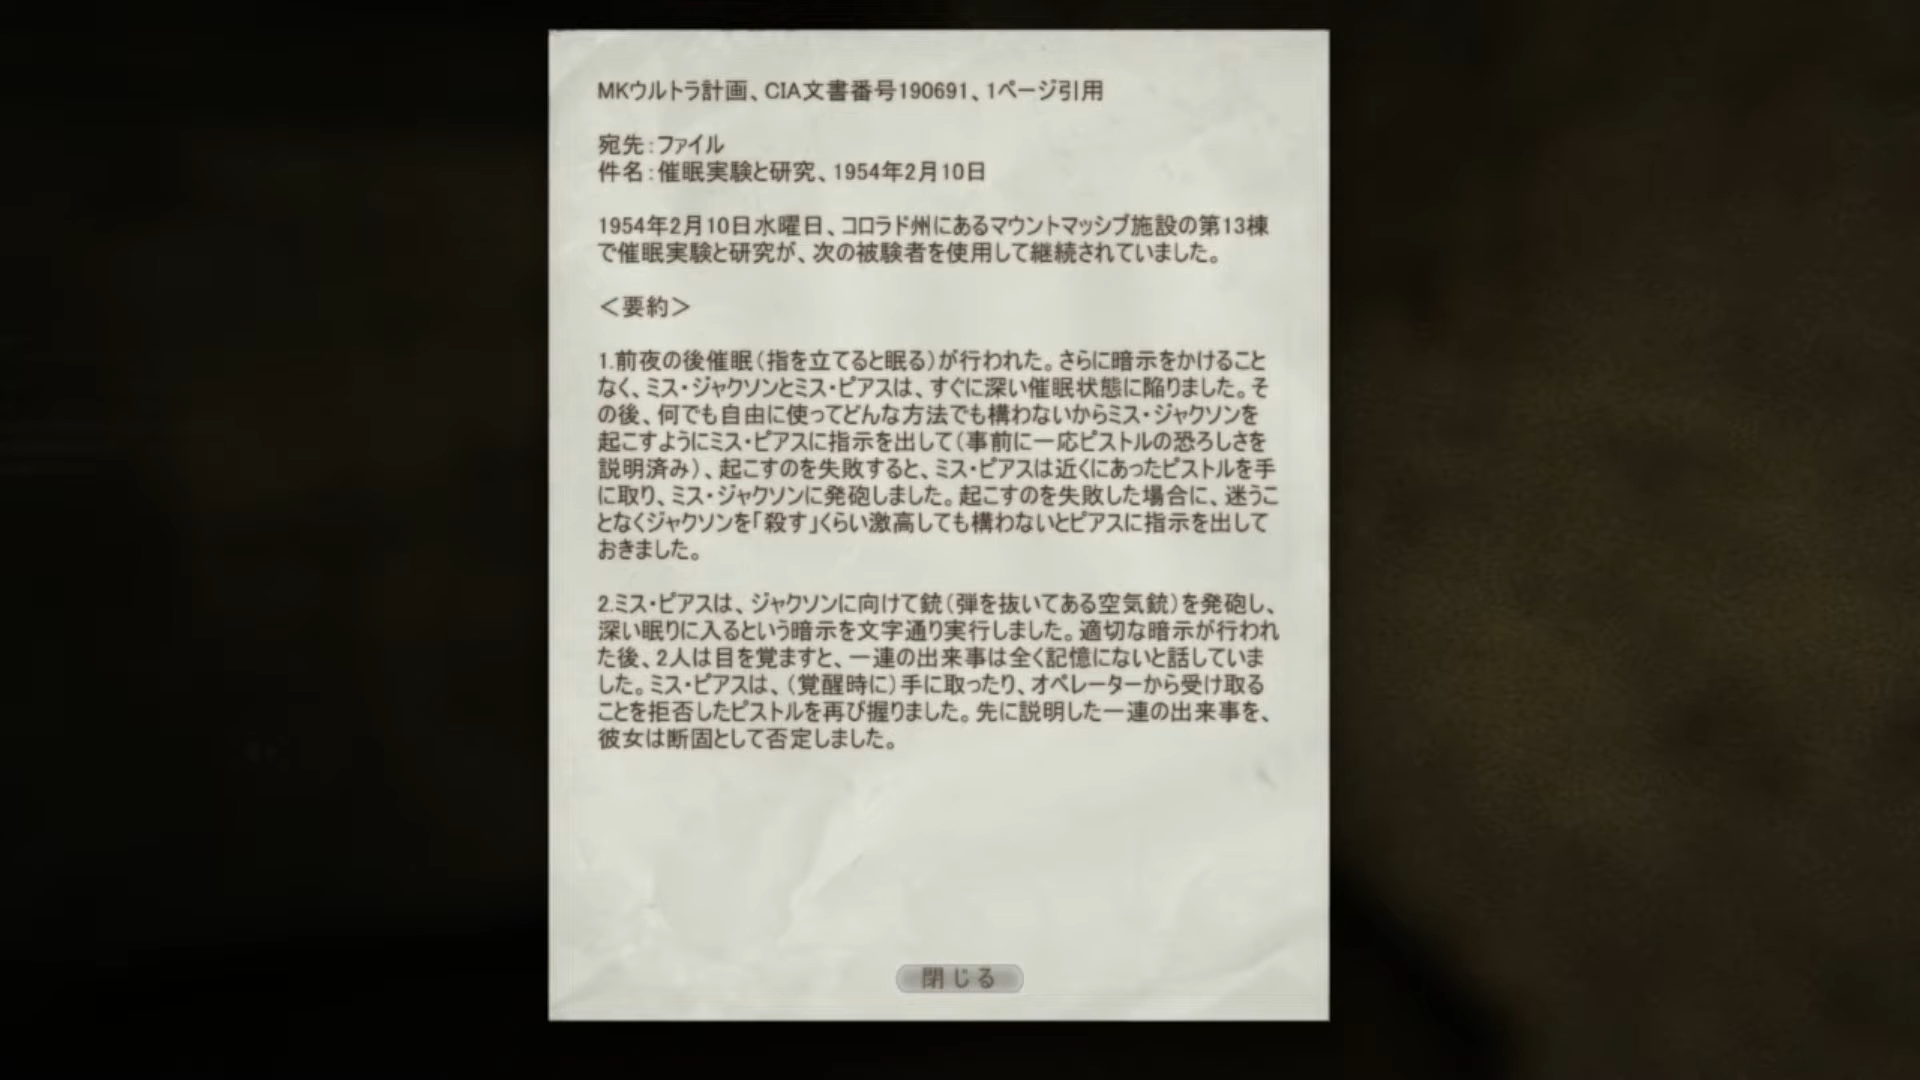 MKウルトラ計画、CIA文書番号190691、1ページ引用
宛先:ファイル
件名:催眠実験と研究、1954年2月10日
1954年2月10日水曜日、コロラド州にあるマウントマッシブ施設の第13棟
で催眠実験と研究が、次の被験者を使用して継続されていました。
＜要約＞
1.前夜の後催眠(指を立てると眠る)が行われた。さらに暗示をかけること
なく、ミス・ジャクソンとミス・ピアスは、すぐに深い催眠状態に陥りました。そ
の後、何でも自由に使ってどんな方法でも構わないからミス・ジャクソンを
起こすようにミス・ピアスに指示を出して(事前に一応ピストルの恐ろしさを
説明済み)、起こすのを失敗すると、ミス・ピアスは近くにあったピストルを手
に取り、ミス・ジャクソンに発砲しました。起こすのを失敗した場合に、迷うこ
となくジャクソンを「殺す」くらい激高しても構わないとピアスに指示を出して
おきました。
2.ミス・ピアスは、ジャクソンに向けて銃(弾を抜いてある空気銃)を発砲し、
深い眠りに入るという暗示を文字通り実行しました。適切な暗示が行われ
た後、2人は目を覚ますと、一連の出来事は全く記憶にないと話していま
した。ミス・ピアスは、(覚醒時に)手に取ったり、オペレーターから受け取る
ことを拒否したピストルを再び握りました。先に説明した一連の出来事を、
彼女は断固として否定しました。
閉じる